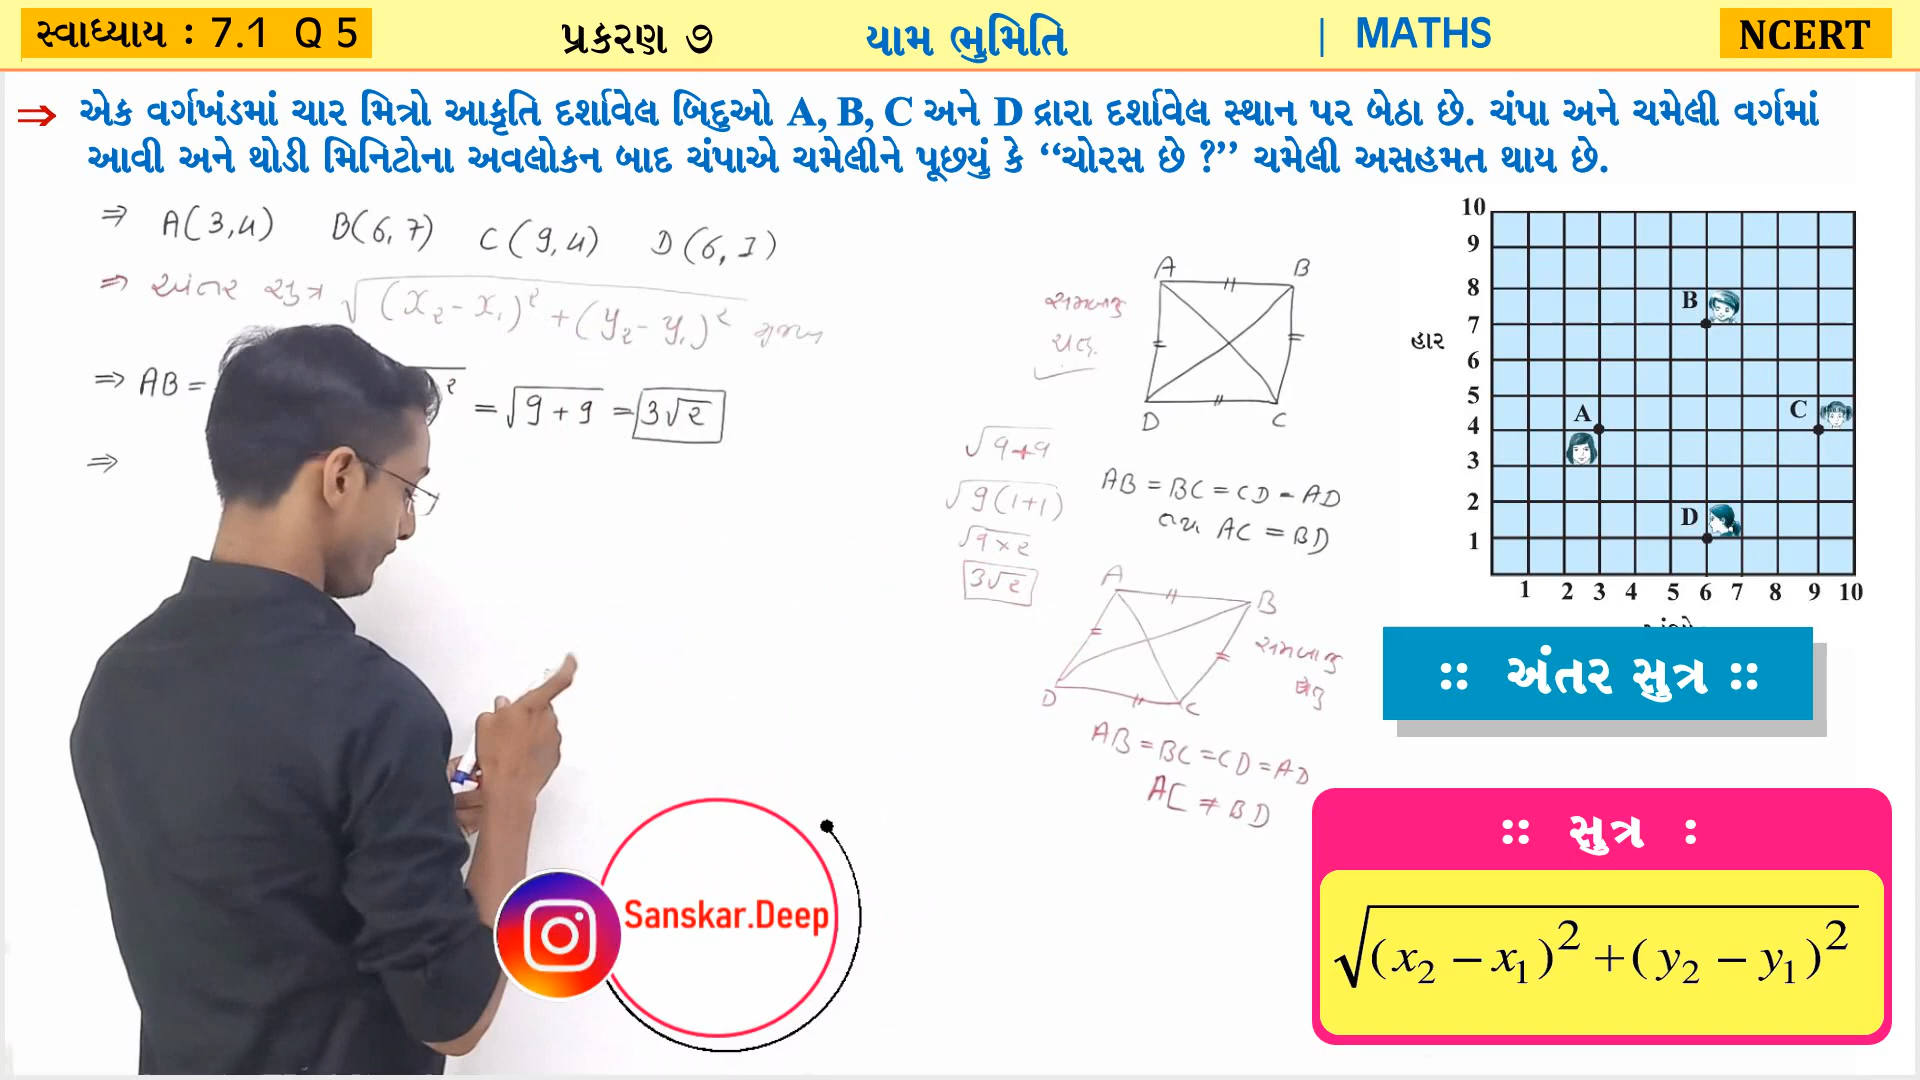 સ્વાધ્યાય : 7.1 Q 5
પ્રકરણ ૭
યામ ભુમિતિ
| MATHS
NCERT
⇒ એક વર્ગખંડમાં ચાર મિત્રો આકૃતિ દર્શાવેલ બિદુઓ A, B, C અને D દ્રારા દર્શાવેલ સ્થાન પર બેઠા છે. ચંપા અને ચમેલી વર્ગમાં
આવી અને થોડી મિનિટોના અવલોકન બાદ ચંપાએ ચમેલીને પૂછયું કે “ચોરસ છે ?” ચમેલી અસહમત થાય છે.
⇒ A(3,4) B(6,7) C(9,4) D(6,1)
⇒ અંતર સુત્ર √(x₂-x₁)²+(y₂-y₁)²
⇒ AB = ² = √9+9 = 3√2
⇒
A B
D C
√9+9
√9(1+1)
√9×2
3√2
AB = BC = CD = AD
તથા AC = BD
A B
D C
સમબાજુ
AB = BC = CD = AD
AC ≠ BD
10
9
8
7
6
5
4
3
2
1
હાર
B
A
C
D
1 2 3 4 5 6 7 8 9 10
:: અંતર સુત્ર ::
:: સુત્ર :
√(x₂ − x₁)² + (y₂ − y₁)²
Sanskar.Deep